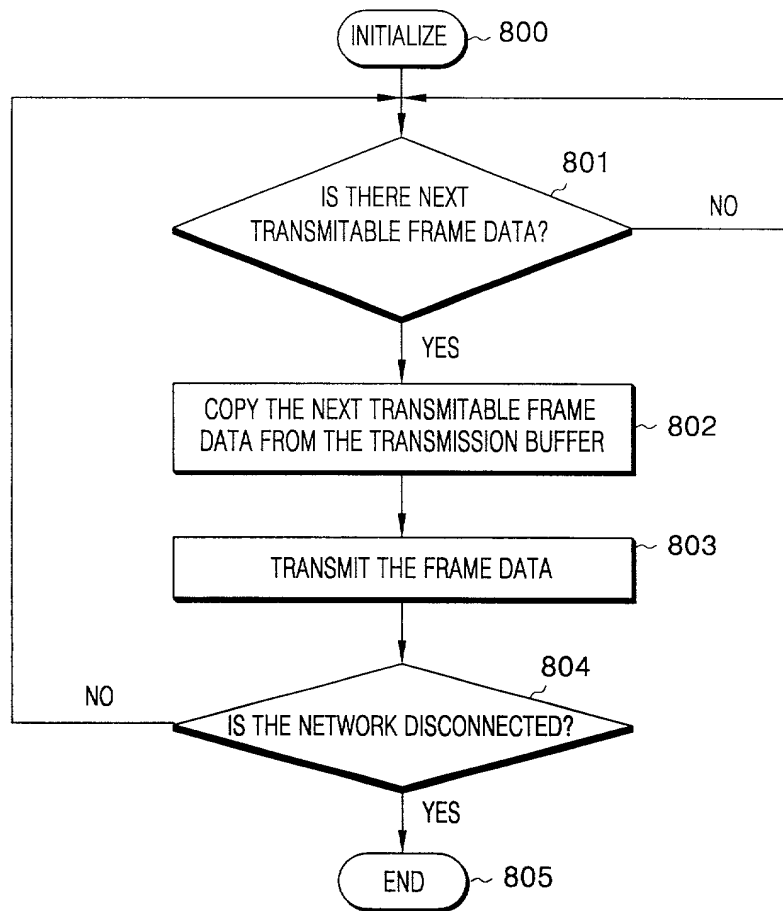 INITIALIZE
800
801
IS THERE NEXT
TRANSMITABLE FRAME DATA?
NO
YES
COPY THE NEXT TRANSMITABLE FRAME
DATA FROM THE TRANSMISSION BUFFER
802
TRANSMIT THE FRAME DATA
803
804
NO
IS THE NETWORK DISCONNECTED?
YES
END
805